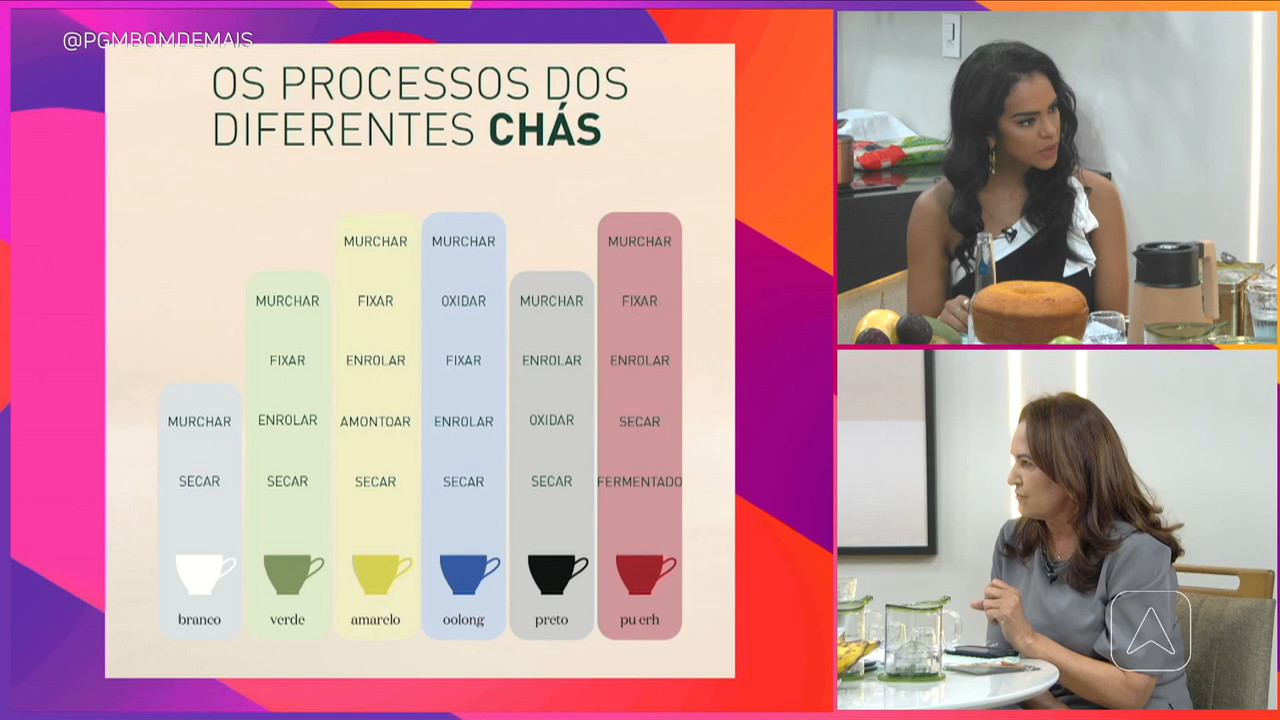 @PGMBOMDEMAIS
OS PROCESSOS DOS
DIFERENTES CHÁS
MURCHAR
SECAR
branco
MURCHAR
FIXAR
ENROLAR
SECAR
verde
MURCHAR
FIXAR
ENROLAR
AMONTOAR
SECAR
amarelo
MURCHAR
OXIDAR
FIXAR
ENROLAR
SECAR
oolong
MURCHAR
ENROLAR
OXIDAR
SECAR
preto
MURCHAR
FIXAR
ENROLAR
SECAR
FERMENTADO
pu erh